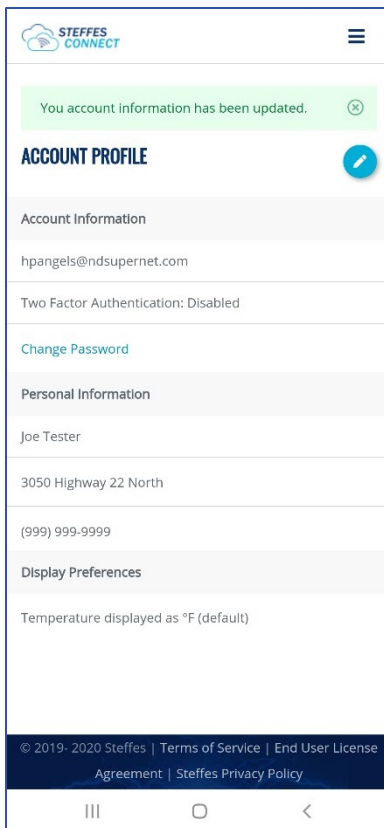 STEFFES
CONNECT
You account information has been updated.
ACCOUNT PROFILE
Account Information
hpangels@ndsupernet.com
Two Factor Authentication: Disabled
Change Password
Personal Information
Joe Tester
3050 Highway 22 North
(999) 999-9999
Display Preferences
Temperature displayed as °F (default)
© 2019- 2020 Steffes | Terms of Service | End User License
Agreement | Steffes Privacy Policy